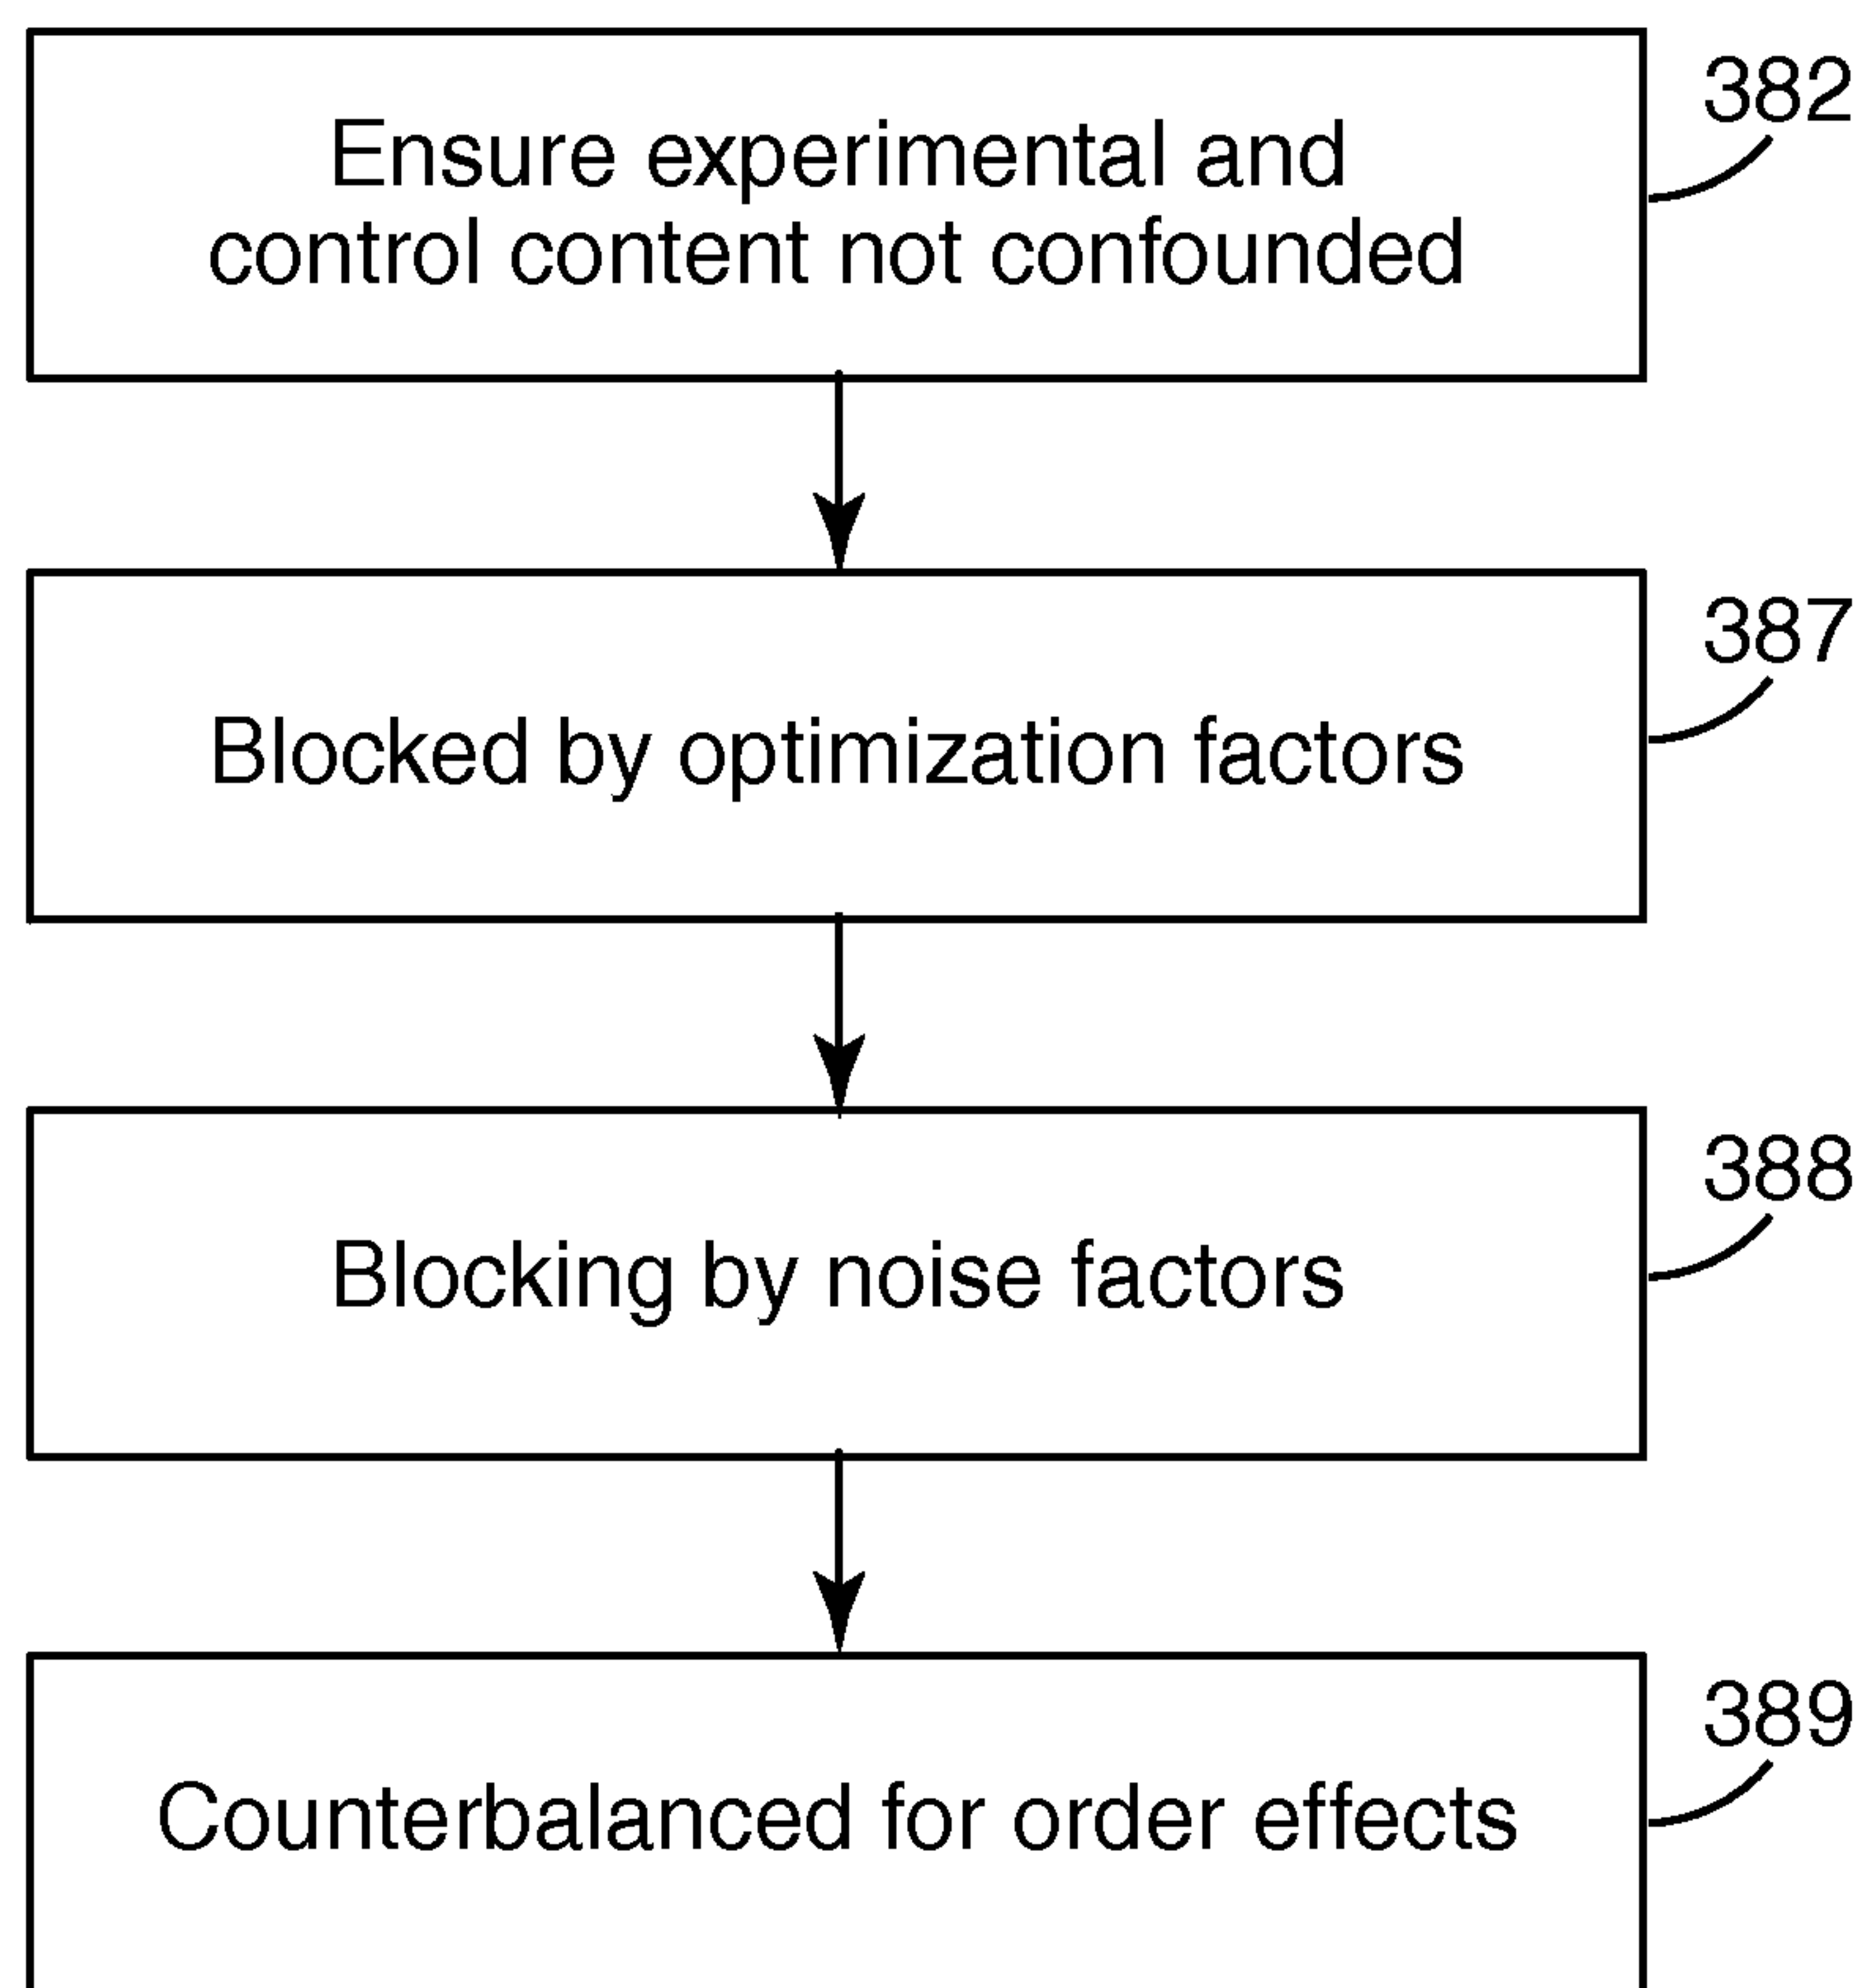 382
Ensure experimental and
control content not confounded
387
Blocked by optimization factors
388
Blocking by noise factors
389
Counterbalanced for order effects